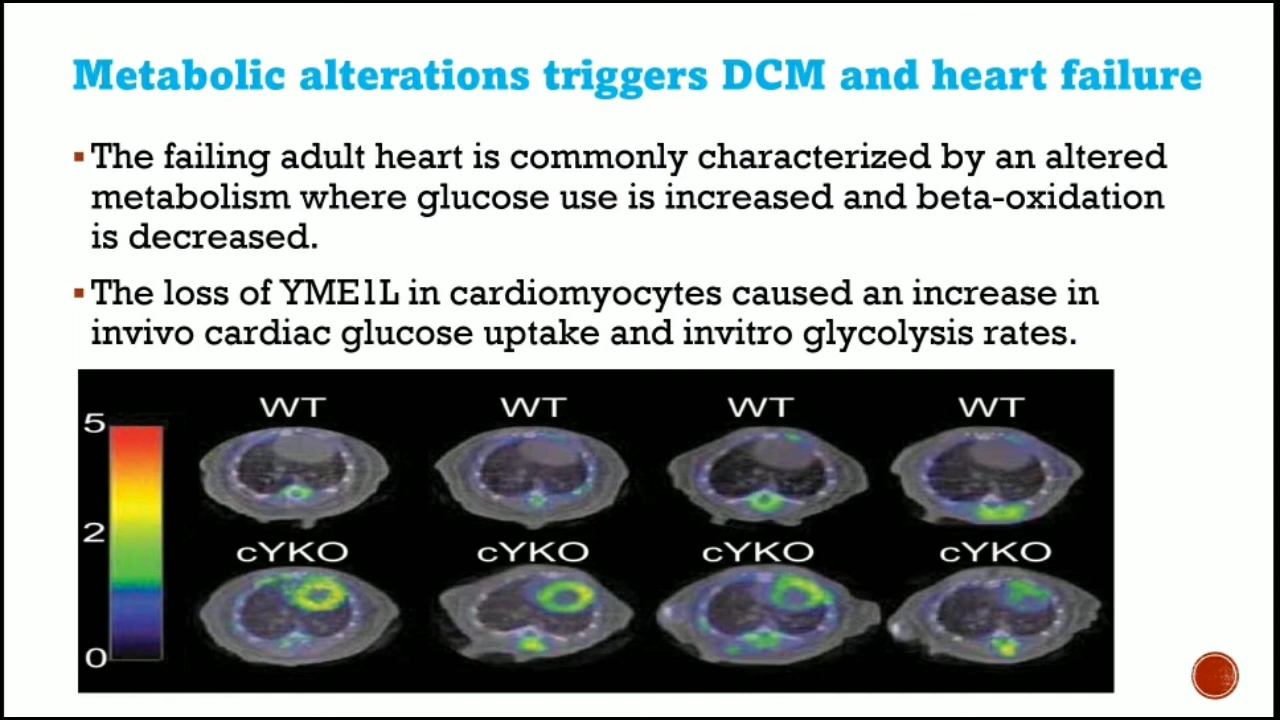 Metabolic alterations triggers DCM and heart failure
The failing adult heart is commonly characterized by an altered
metabolism where glucose use is increased and beta-oxidation
is decreased.
The loss of YME1L in cardiomyocytes caused an increase in
invivo cardiac glucose uptake and invitro glycolysis rates.
WT WT WT WT
5
2
cYKO cYKO cYKO cYKO
0